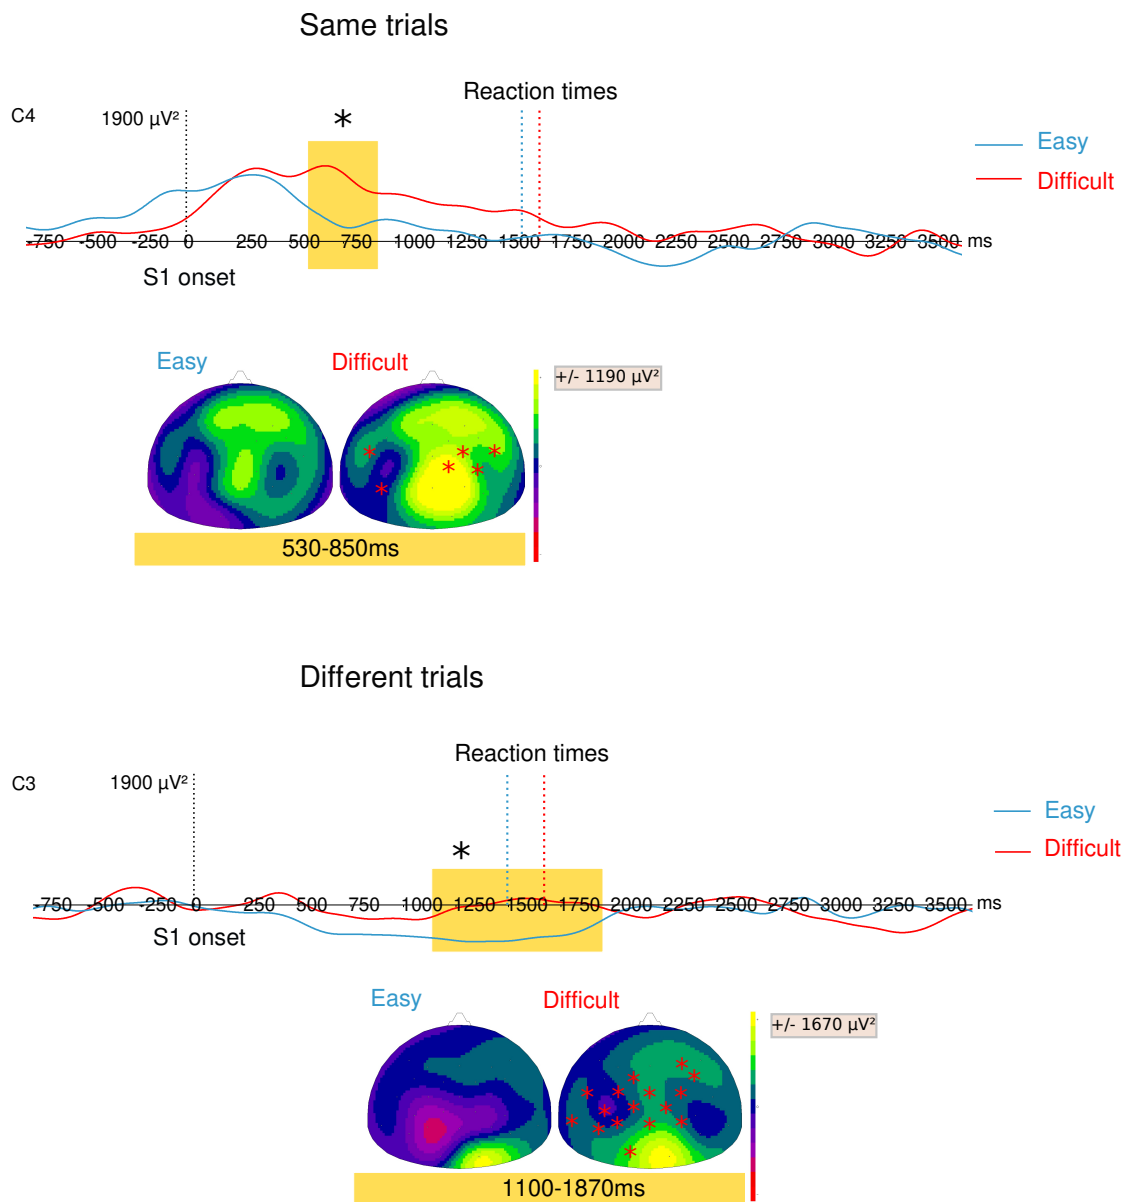 Same trials
Reaction times
C4
1900 µV²
*
Easy
Difficult
-750 -500 -250 0 250 500 750 1000 1250 1500 1750 2000 2250 2500 2750 3000 3250 3500 ms
S1 onset
Easy Difficult
+/- 1190 µV²
530-850ms
Different trials
Reaction times
C3
1900 µV²
*
Easy
Difficult
-750 -500 -250 0 250 500 750 1000 1250 1500 1750 2000 2250 2500 2750 3000 3250 3500 ms
S1 onset
Easy Difficult
+/- 1670 µV²
1100-1870ms